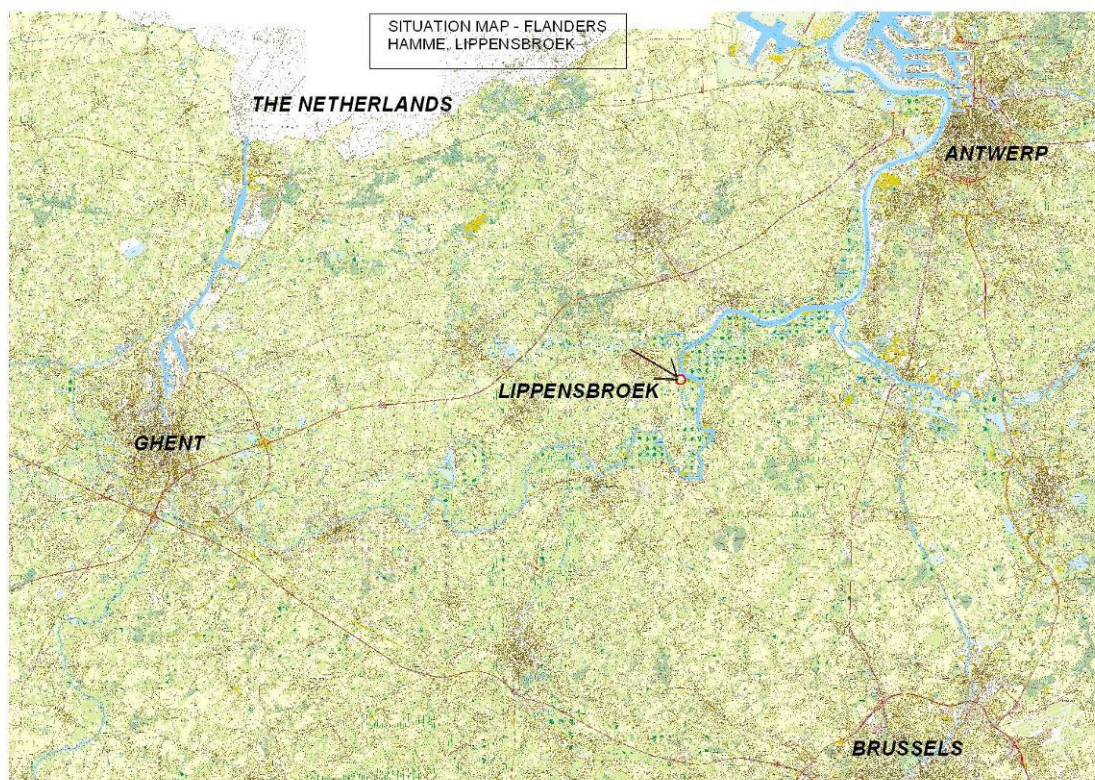 SITUATION MAP - FLANDERS
HAMME, LIPPENSBROEK
THE NETHERLANDS
ANTWERP
LIPPENSBROEK
GHENT
BRUSSELS